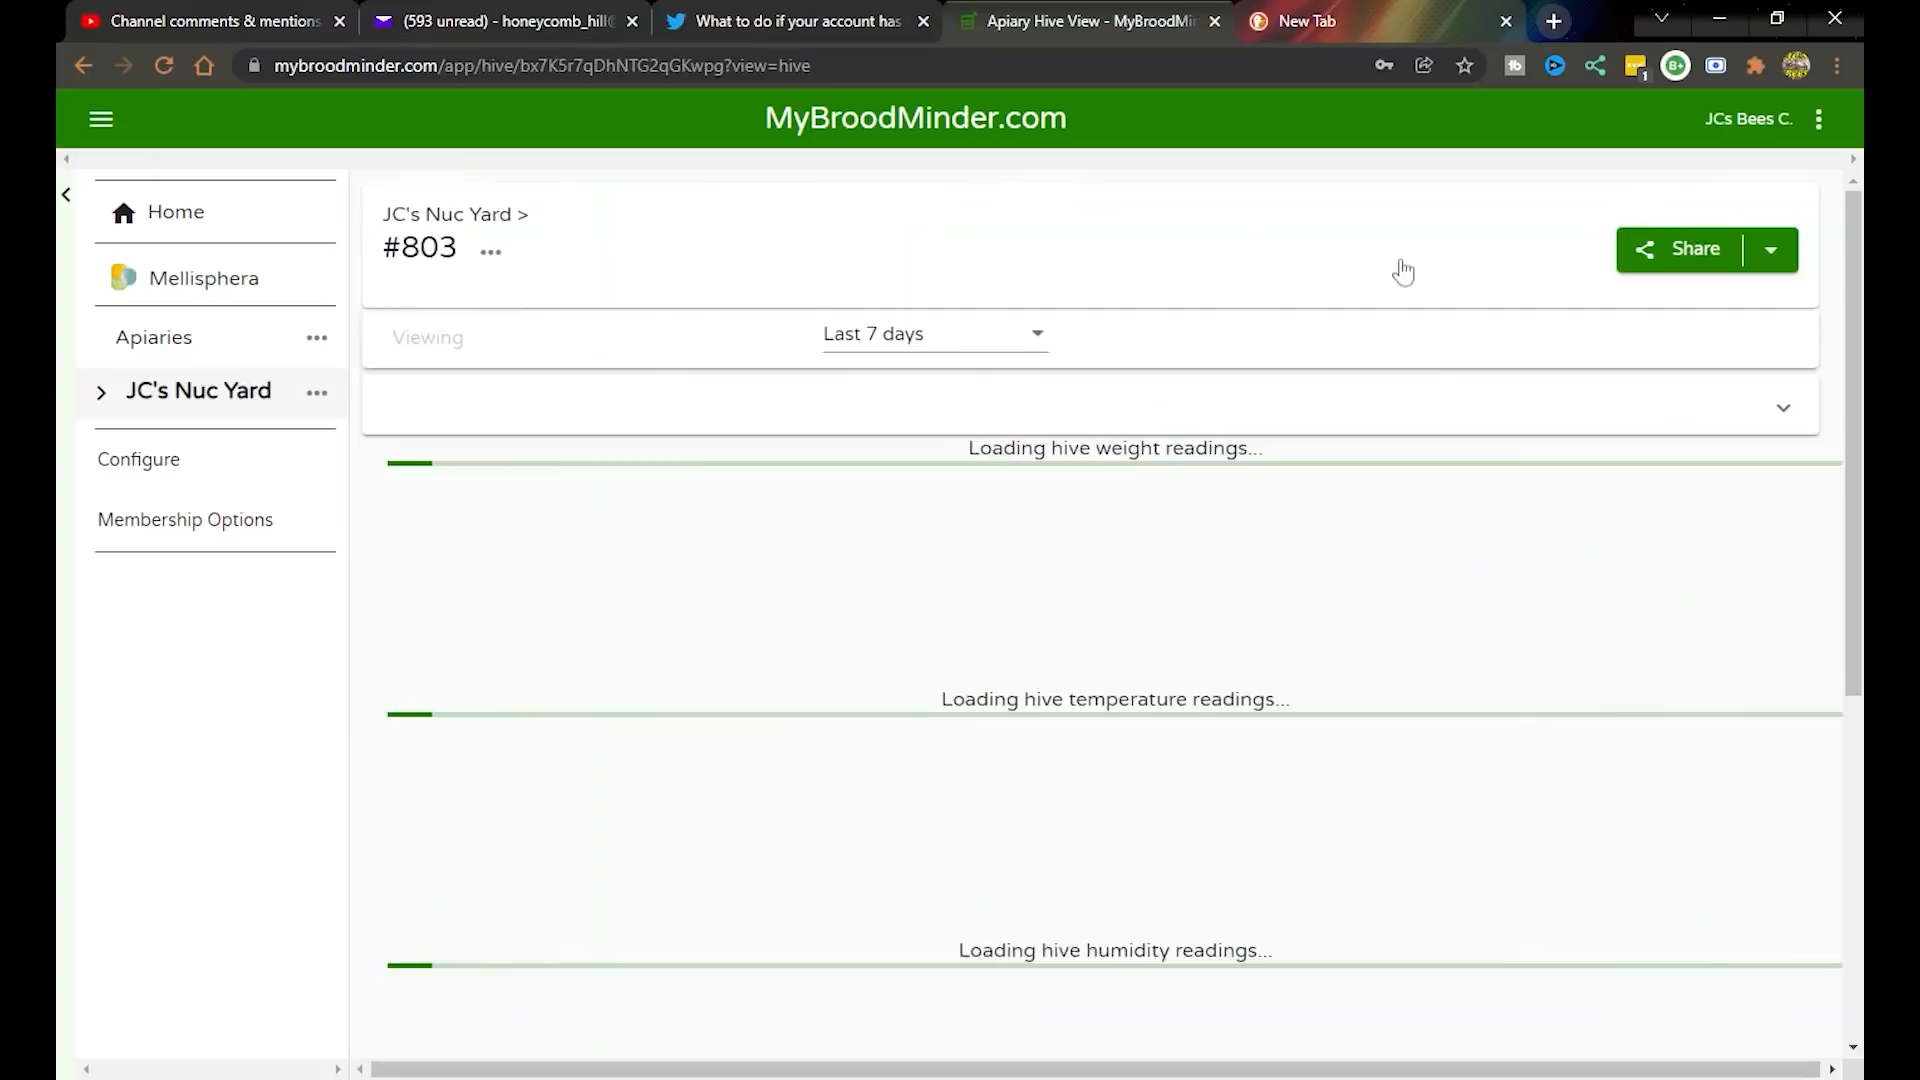 Channel comments & mentions
(593 unread) - honeycomb_hill@
What to do if your account has
Apiary Hive View - MyBroodMin
New Tab
mybroodminder.com/app/hive/bx7K5r7qDhNTG2qGKwpg?view=hive
tb
1
B+
MyBroodMinder.com
JCs Bees C.
Home
Mellisphera
Apiaries
JC's Nuc Yard
Configure
Membership Options
JC's Nuc Yard >
#803
Share
Viewing
Last 7 days
Loading hive weight readings...
Loading hive temperature readings...
Loading hive humidity readings...